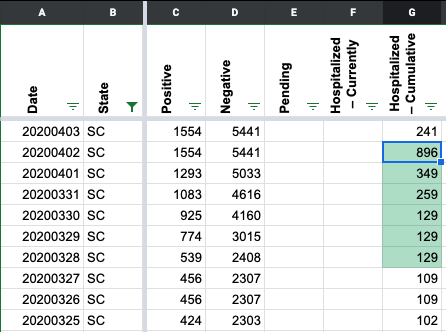 A B C D E F G
Date State Positive Negative Pending Hospitalized – Currently Hospitalized – Cumulative
20200403 SC 1554 5441 241
20200402 SC 1554 5441 896
20200401 SC 1293 5033 349
20200331 SC 1083 4616 259
20200330 SC 925 4160 129
20200329 SC 774 3015 129
20200328 SC 539 2408 129
20200327 SC 456 2307 109
20200326 SC 456 2307 109
20200325 SC 424 2303 102